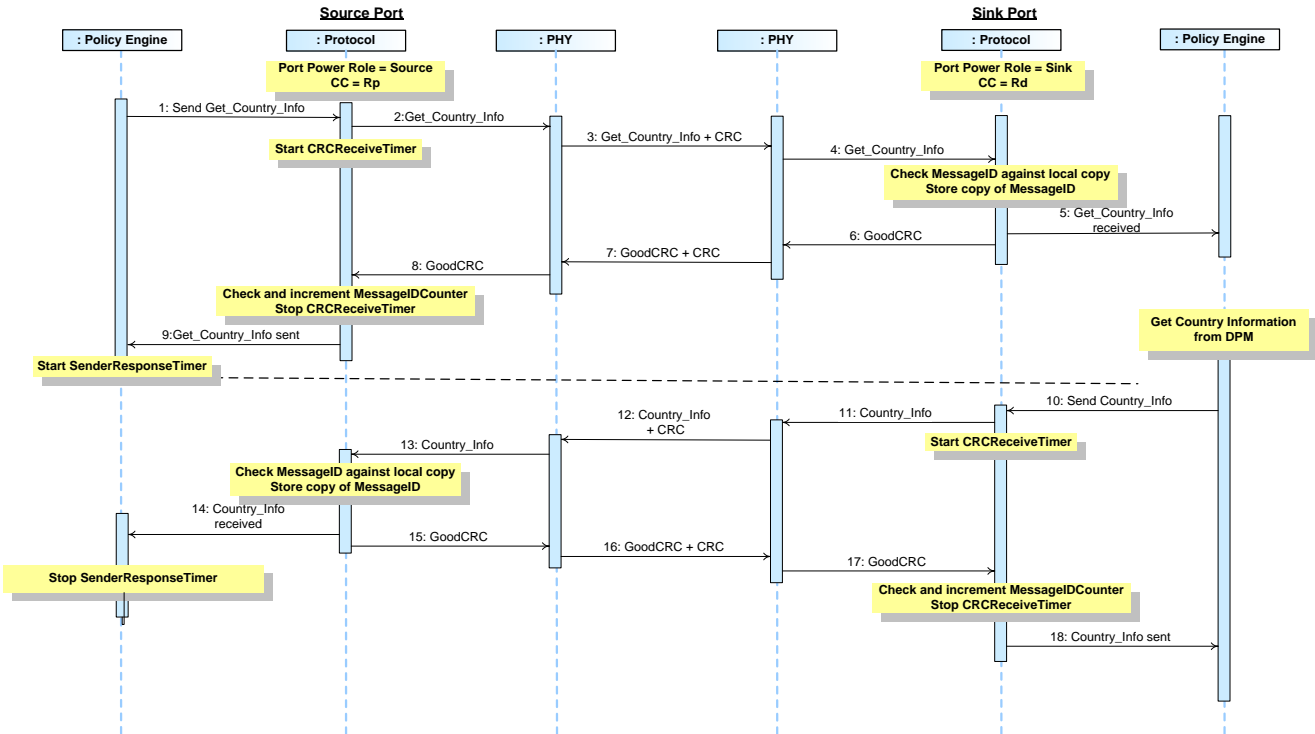 Source Port
Sink Port
: Policy Engine
: Protocol
: PHY
: PHY
: Protocol
: Policy Engine
Port Power Role = Source
CC = Rp
Port Power Role = Sink
CC = Rd
1: Send Get_Country_Info
2:Get_Country_Info
Start CRCReceiveTimer
3: Get_Country_Info + CRC
4: Get_Country_Info
Check MessageID against local copy
Store copy of MessageID
5: Get_Country_Info
received
6: GoodCRC
7: GoodCRC + CRC
8: GoodCRC
Check and increment MessageIDCounter
Stop CRCReceiveTimer
9:Get_Country_Info sent
Start SenderResponseTimer
Get Country Information
from DPM
10: Send Country_Info
11: Country_Info
Start CRCReceiveTimer
12: Country_Info
+ CRC
13: Country_Info
Check MessageID against local copy
Store copy of MessageID
14: Country_Info
received
15: GoodCRC
16: GoodCRC + CRC
17: GoodCRC
Stop SenderResponseTimer
Check and increment MessageIDCounter
Stop CRCReceiveTimer
18: Country_Info sent